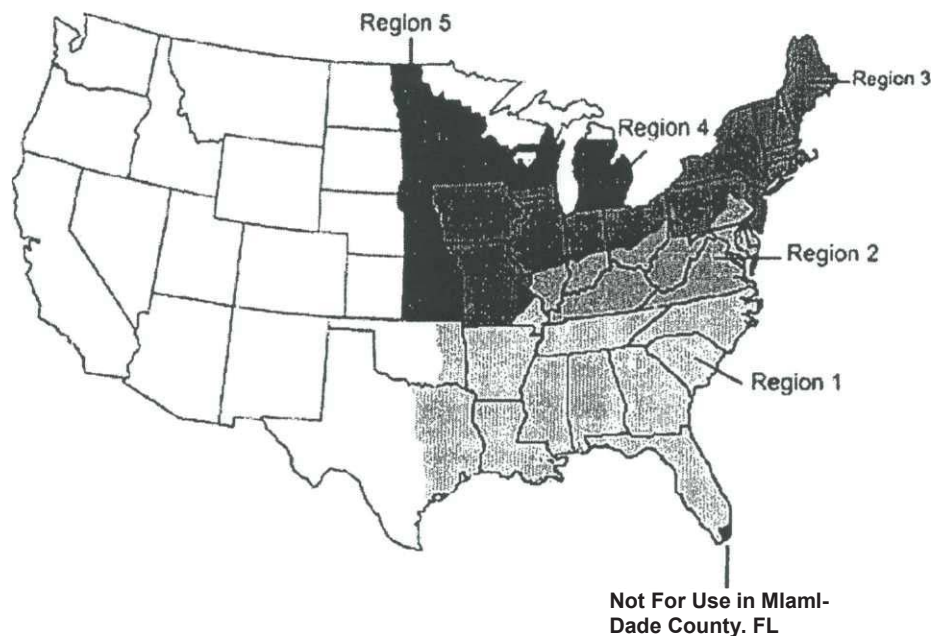 Region 5
Region 3
Region 4
Region 2
Region 1
Not For Use in MlamI-
Dade County. FL